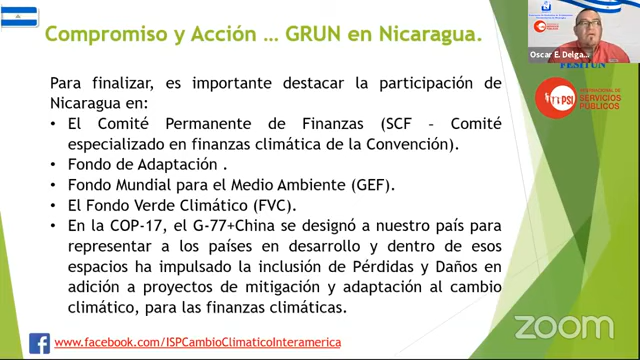 Compromiso y Acción ... GRUN en Nicaragua.
Oscar E. Delga...
FESITUN
PSI
INTERNACIONAL DE
SERVICIOS
PÚBLICOS
Para finalizar, es importante destacar la participación de
Nicaragua en:
• El Comité Permanente de Finanzas (SCF – Comité
especializado en finanzas climática de la Convención).
• Fondo de Adaptación .
• Fondo Mundial para el Medio Ambiente (GEF).
• El Fondo Verde Climático (FVC).
• En la COP-17, el G-77+China se designó a nuestro país para
representar a los países en desarrollo y dentro de esos
espacios ha impulsado la inclusión de Pérdidas y Daños en
adición a proyectos de mitigación y adaptación al cambio
climático, para las finanzas climáticas.
www.facebook.com/ISPCambioClimaticoInteramerica
zoom